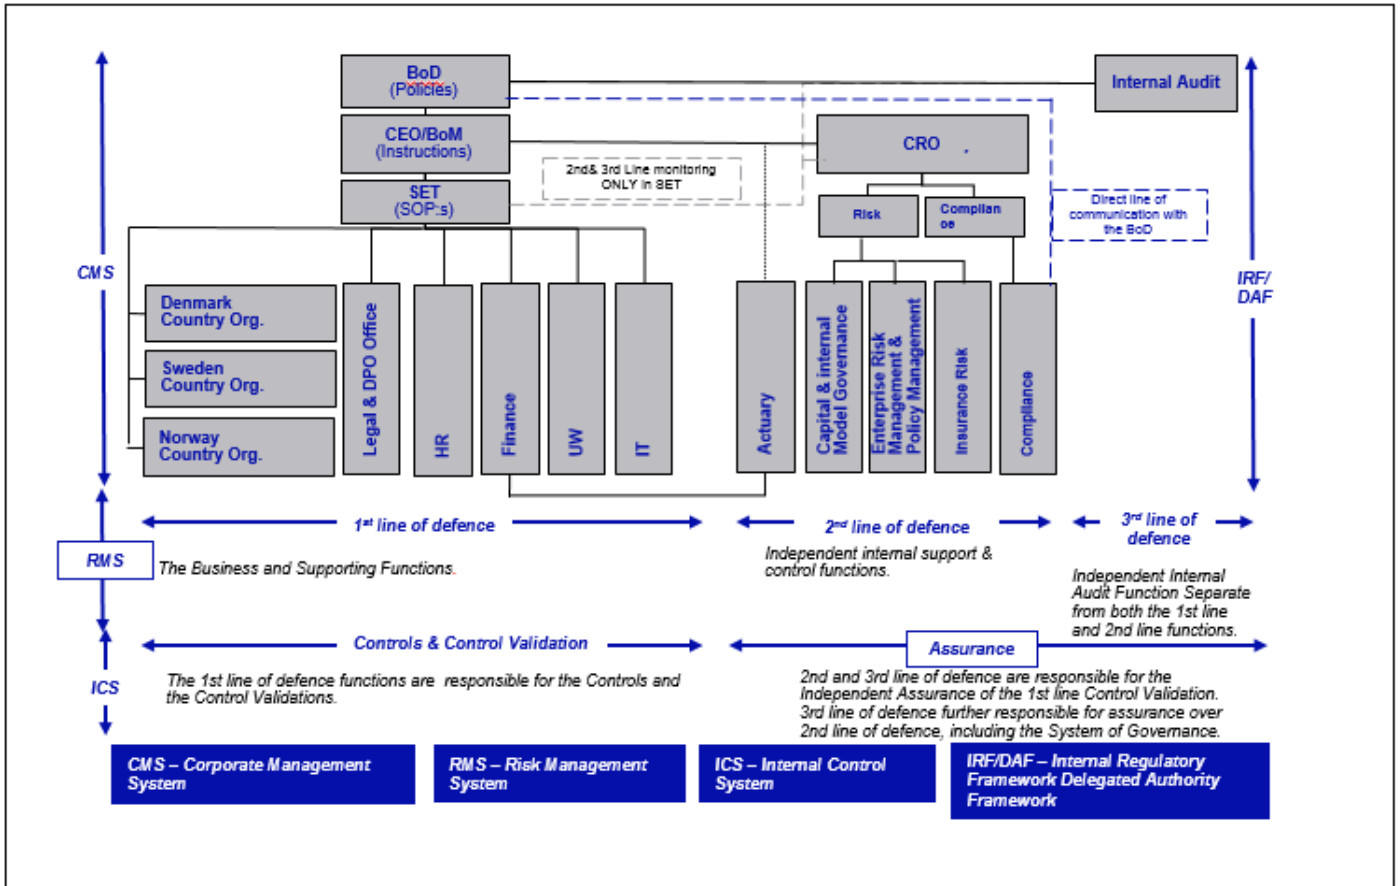 BoD
(Policies)
Internal Audit
CEO/BoM
(Instructions)
CRO
2nd& 3rd Line monitoring
ONLY in SET
SET
(SOP:s)
Risk
Complian
ce
Direct line of
communication with
the BoD
CMS
IRF/
DAF
Denmark
Country Org.
Sweden
Country Org.
Norway
Country Org.
Legal & DPO Office
HR
Finance
UW
IT
Actuary
Capital & internal
Model Governance
Enterprise Risk
Management &
Policy Management
Insurance Risk
Compliance
1st line of defence
2nd line of defence
3rd line of
defence
RMS
The Business and Supporting Functions.
Independent internal support &
control functions.
Independent Internal
Audit Function Separate
from both the 1st line
and 2nd line functions.
Controls & Control Validation
Assurance
ICS
The 1st line of defence functions are responsible for the Controls and
the Control Validations.
2nd and 3rd line of defence are responsible for the
Independent Assurance of the 1st line Control Validation.
3rd line of defence further responsible for assurance over
2nd line of defence, including the System of Governance.
CMS – Corporate Management
System
RMS – Risk Management
System
ICS – Internal Control
System
IRF/DAF – Internal Regulatory
Framework Delegated Authority
Framework